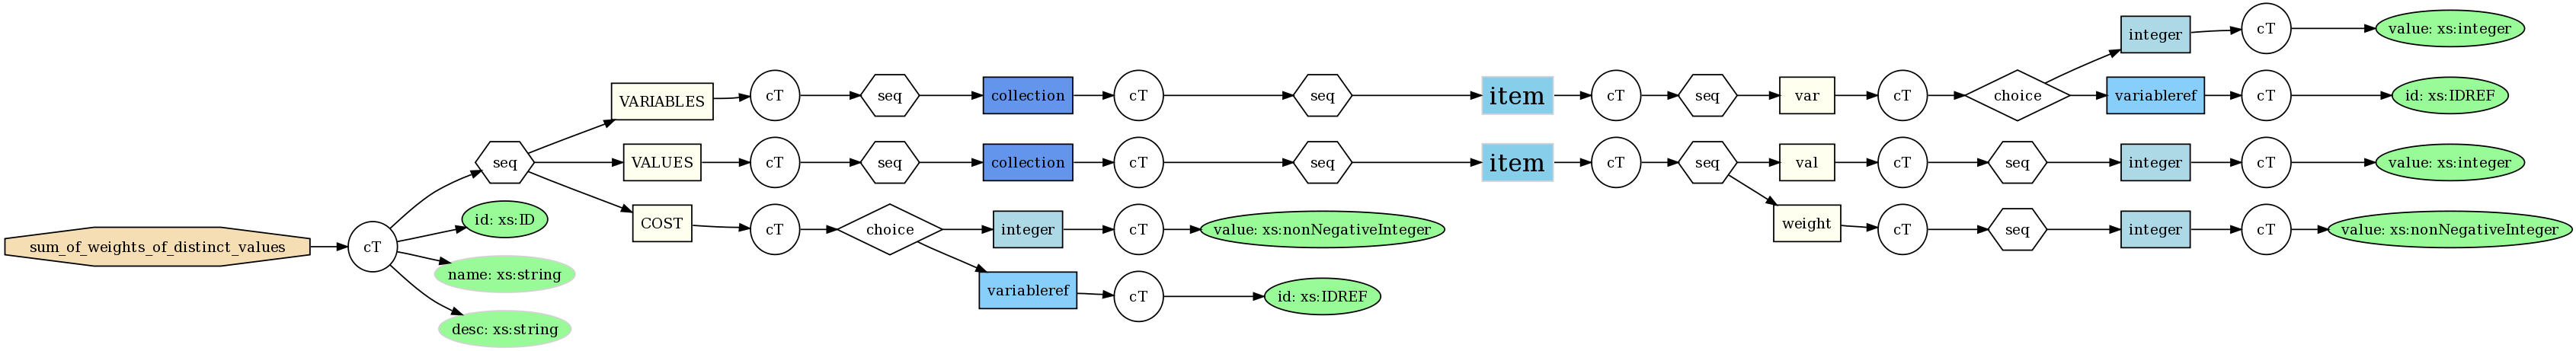 sum_of_weights_of_distinct_values
cT
seq
id: xs:ID
name: xs:string
desc: xs:string
VARIABLES
cT
seq
collection
cT
seq
item
cT
seq
var
cT
choice
integer
cT
value: xs:integer
variableref
cT
id: xs:IDREF
VALUES
cT
seq
collection
cT
seq
item
cT
seq
val
cT
seq
integer
cT
value: xs:integer
weight
cT
seq
integer
cT
value: xs:nonNegativeInteger
COST
cT
choice
integer
cT
value: xs:nonNegativeInteger
variableref
cT
id: xs:IDREF